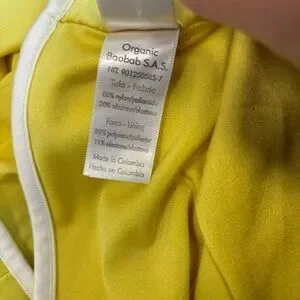 Organic
Baobab S.A.S.
NIT. 901250505-7
Tela - Fabric
80% nylon/poliamida
20% elastano/elastane
Forro - Lining
89% polyester/poliester
11% elastane/elastano
Made in Colombia
Hecho en Colombia